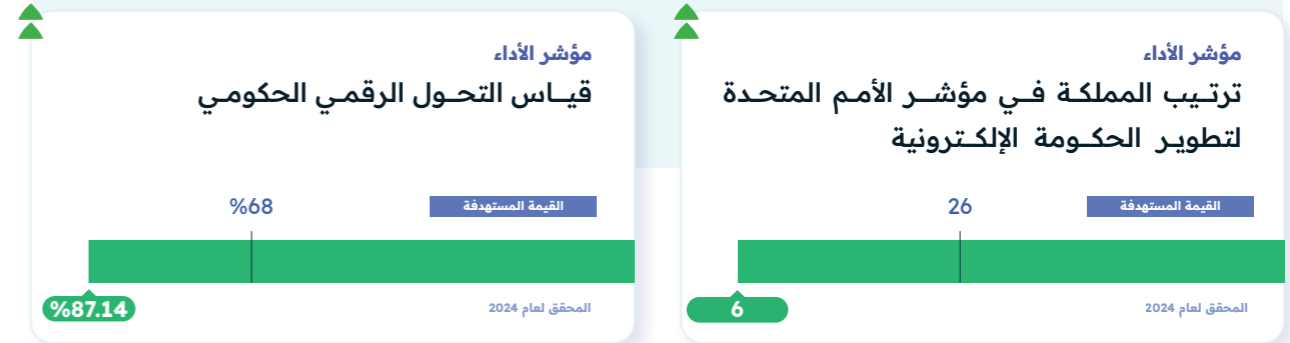 مؤشر الأداء
ترتيب المملكة في مؤشر الأمم المتحدة
لتطوير الحكومة الإلكترونية
القيمة المستهدفة
26
المحقق لعام 2024
6
مؤشر الأداء
قياس التحول الرقمي الحكومي
القيمة المستهدفة
%68
المحقق لعام 2024
%87.14